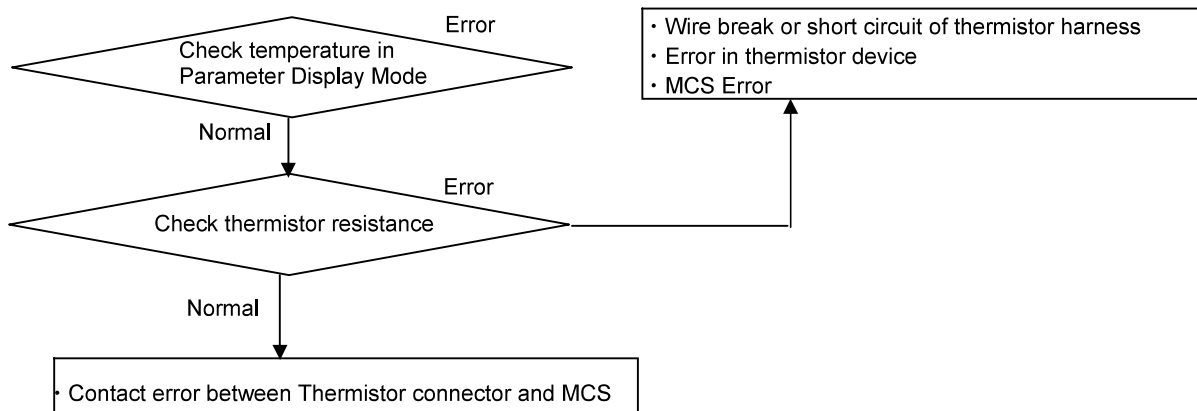 Error
Check temperature in
Parameter Display Mode
・Wire break or short circuit of thermistor harness
・Error in thermistor device
・MCS Error
Normal
Error
Check thermistor resistance
Normal
・Contact error between Thermistor connector and MCS